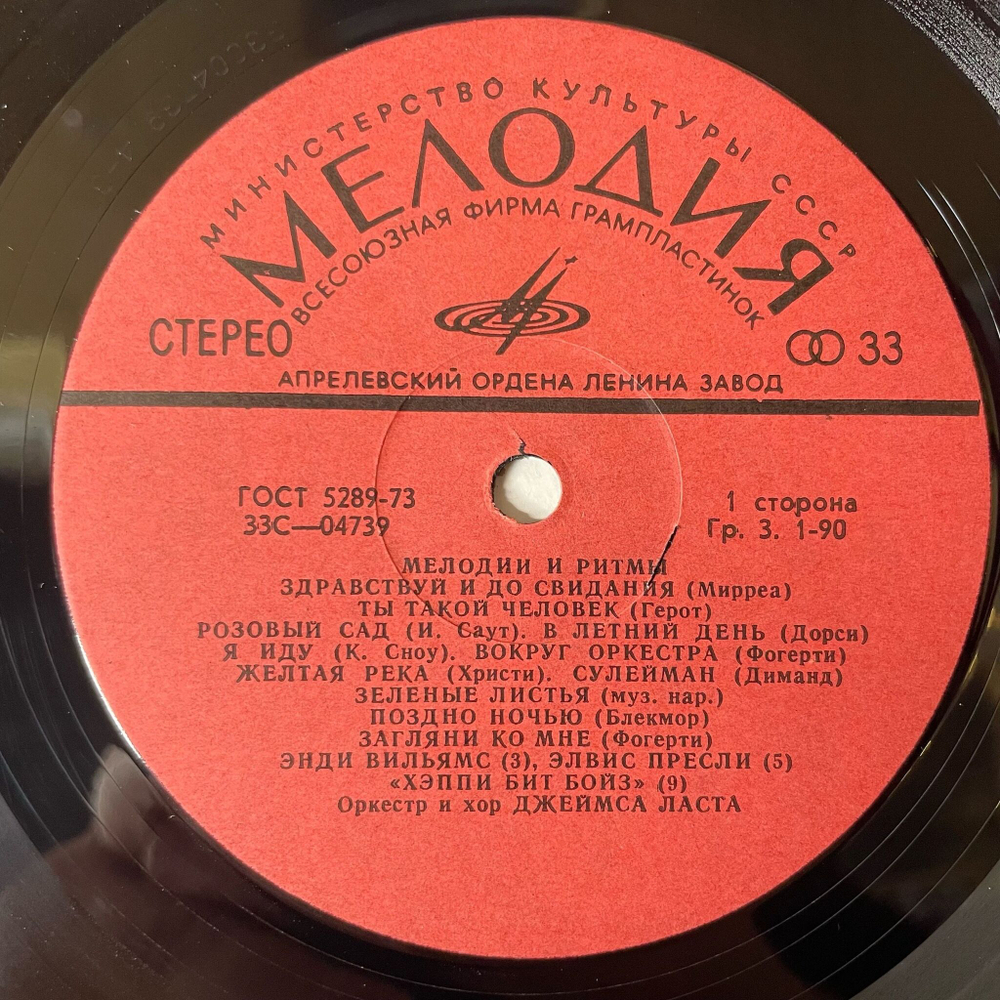 МИНИСТЕРСТВО КУЛЬТУРЫ СССР
МЕЛОДИЯ
ВСЕСОЮЗНАЯ ФИРМА ГРАМПЛАСТИНОК
СТЕРЕО
33
АПРЕЛЕВСКИЙ ОРДЕНА ЛЕНИНА ЗАВОД
ГОСТ 5289-73
33С—04739
1 сторона
Гр. 3. 1-90
МЕЛОДИИ И РИТМЫ
ЗДРАВСТВУЙ И ДО СВИДАНИЯ (Мирреа)
ТЫ ТАКОЙ ЧЕЛОВЕК (Герот)
РОЗОВЫЙ САД (И. Саут). В ЛЕТНИЙ ДЕНЬ (Дорси)
Я ИДУ (К. Сноу). ВОКРУГ ОРКЕСТРА (Фогерти)
ЖЕЛТАЯ РЕКА (Христи). СУЛЕЙМАН (Диманд)
ЗЕЛЕНЫЕ ЛИСТЬЯ (муз. нар.)
ПОЗДНО НОЧЬЮ (Блекмор)
ЗАГЛЯНИ КО МНЕ (Фогерти)
ЭНДИ ВИЛЬЯМС (3), ЭЛВИС ПРЕСЛИ (5)
«ХЭППИ БИТ БОЙЗ» (9)
Оркестр и хор ДЖЕЙМСА ЛАСТА